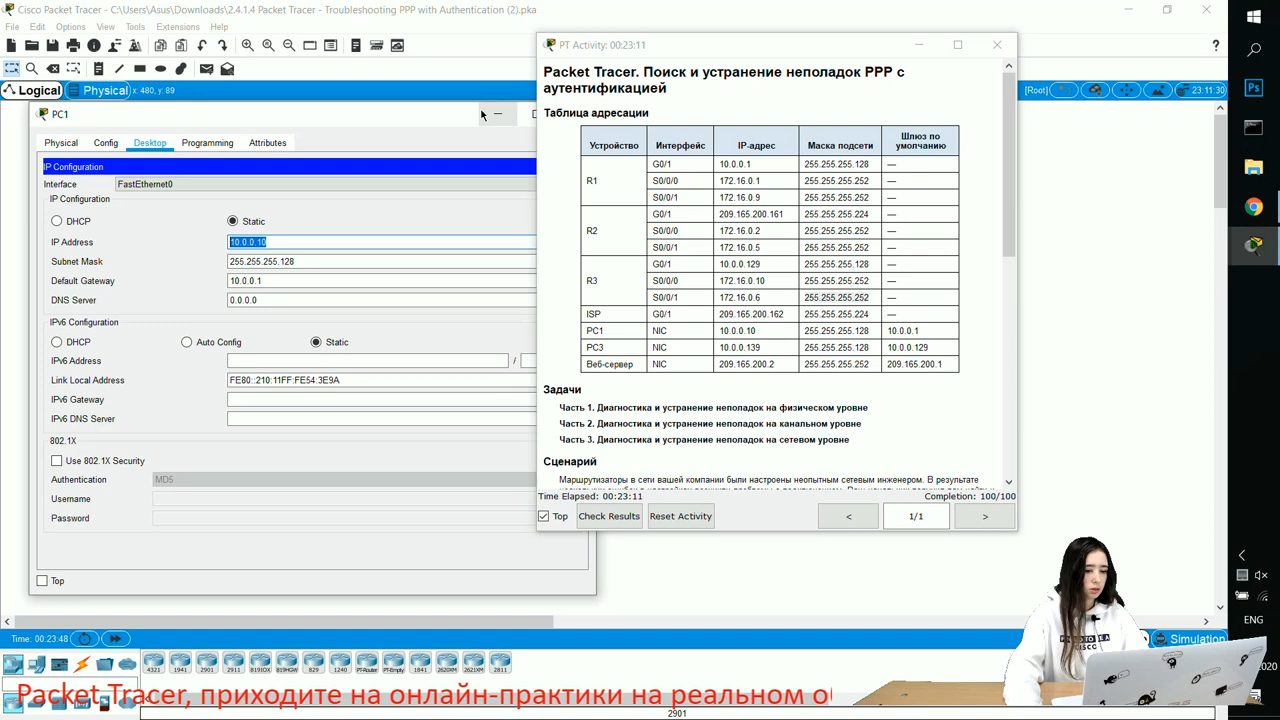 Cisco Packet Tracer - C:\Users\Asus\Downloads\2.4.1.4 Packet Tracer - Troubleshooting PPP with Authentication (2).pka
File Edit Options View Tools Extensions Help
?
Logical Physical x: 480, y: 89 [Root] 23:11:30
PC1
Physical Config Desktop Programming Attributes
IP Configuration
Interface FastEthernet0
IP Configuration
DHCP Static
IP Address 10.0.0.10
Subnet Mask 255.255.255.128
Default Gateway 10.0.0.1
DNS Server 0.0.0.0
IPv6 Configuration
DHCP Auto Config Static
IPv6 Address /
Link Local Address FE80::210:11FF:FE54:3E9A
IPv6 Gateway
IPv6 DNS Server
802.1X
Use 802.1X Security
Authentication MD5
Username
Password
Top
PT Activity: 00:23:11
Packet Tracer. Поиск и устранение неполадок PPP с
аутентификацией
Таблица адресации
Устройство Интерфейс IP-адрес Маска подсети Шлюз по умолчанию
R1 G0/1 10.0.0.1 255.255.255.128 —
S0/0/0 172.16.0.1 255.255.255.252 —
S0/0/1 172.16.0.9 255.255.255.252 —
R2 G0/1 209.165.200.161 255.255.255.224 —
S0/0/0 172.16.0.2 255.255.255.252 —
S0/0/1 172.16.0.5 255.255.255.252 —
R3 G0/1 10.0.0.129 255.255.255.128 —
S0/0/0 172.16.0.10 255.255.255.252 —
S0/0/1 172.16.0.6 255.255.255.252 —
ISP G0/1 209.165.200.162 255.255.255.224 —
PC1 NIC 10.0.0.10 255.255.255.128 10.0.0.1
PC3 NIC 10.0.0.139 255.255.255.128 10.0.0.129
Веб-сервер NIC 209.165.200.2 255.255.255.252 209.165.200.1
Задачи
Часть 1. Диагностика и устранение неполадок на физическом уровне
Часть 2. Диагностика и устранение неполадок на канальном уровне
Часть 3. Диагностика и устранение неполадок на сетевом уровне
Сценарий
Маршрутизаторы в сети вашей компании были настроены неопытным сетевым инженером. В результате
Time Elapsed: 00:23:11 Completion: 100/100
Top Check Results Reset Activity < 1/1 >
Time: 00:23:48 Simulation
4321 1941 2901 2911 819IOX 819HGW 829 1240 PT-Router PT-Empty 1841 2620XM 2621XM 2811
Packet Tracer, приходите на онлайн-практики на реальном о
2901
Ps
ENG
CISCO